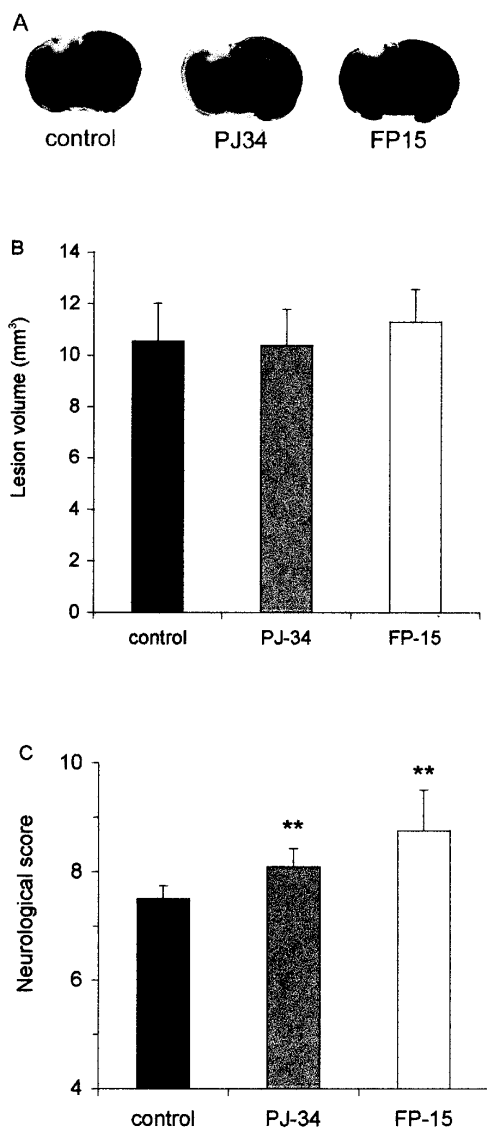 A
control PJ34 FP15
B
Lesion volume (mm³)
14
12
10
8
6
4
2
0
control PJ-34 FP-15
C
Neurological score
10
8
6
4
** **
control PJ-34 FP-15